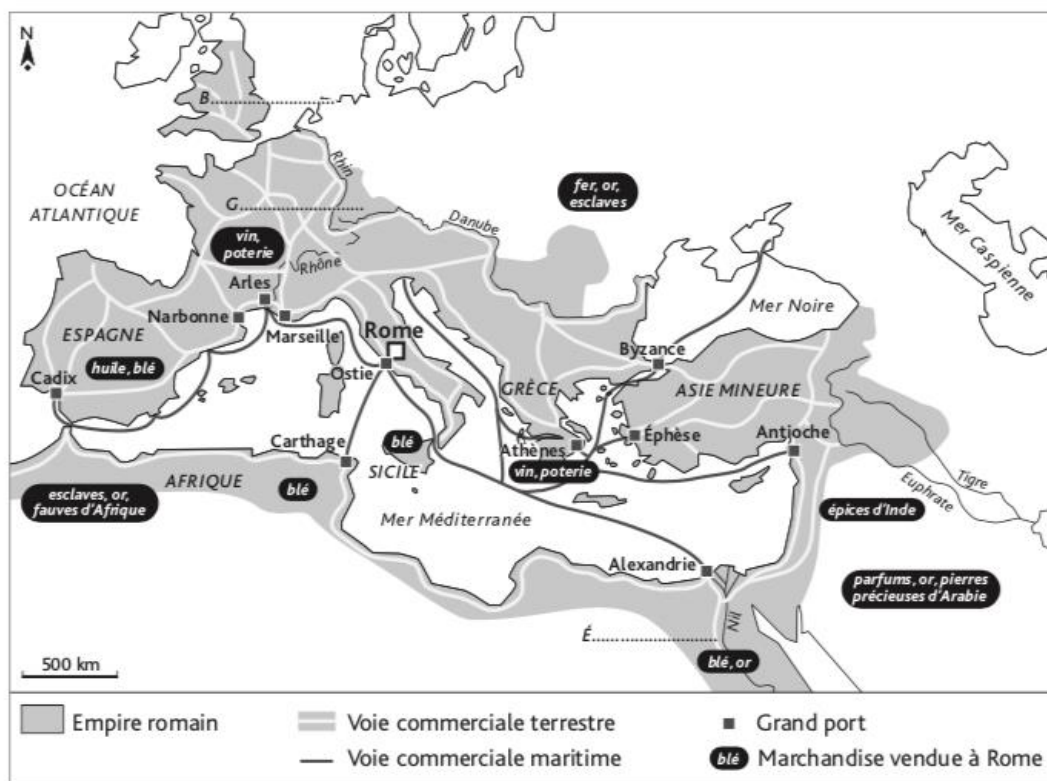 N
B
OCÉAN
ATLANTIQUE
Rhin
G
Danube
fer, or,
esclaves
Mer Caspienne
vin,
poterie
Rhône
Arles
Narbonne
Marseille
Rome
Ostie
Mer Noire
Byzance
ESPAGNE
huile, blé
Cadix
GRÈCE
ASIE MINEURE
Carthage
blé
SICILE
Athènes
vin, poterie
Éphèse
Antioche
AFRIQUE
blé
esclaves, or,
fauves d'Afrique
Mer Méditerranée
Tigre
Euphrate
épices d'Inde
Alexandrie
parfums, or, pierres
précieuses d'Arabie
É
Nil
blé, or
500 km
Empire romain
Voie commerciale terrestre
Grand port
Voie commerciale maritime
blé
Marchandise vendue à Rome